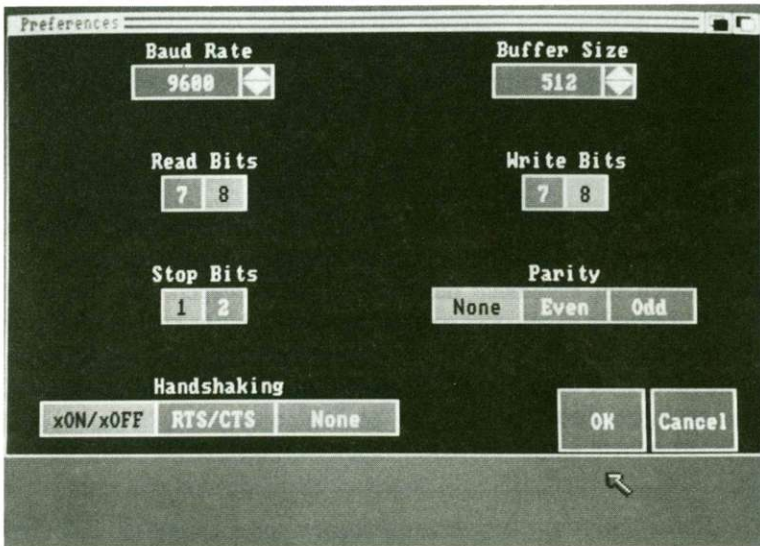 Preferences
Baud Rate
Buffer Size
9600
512
Read Bits
Write Bits
7 8
7 8
Stop Bits
Parity
1 2
None Even Odd
Handshaking
xON/xOFF RTS/CTS None
OK Cancel